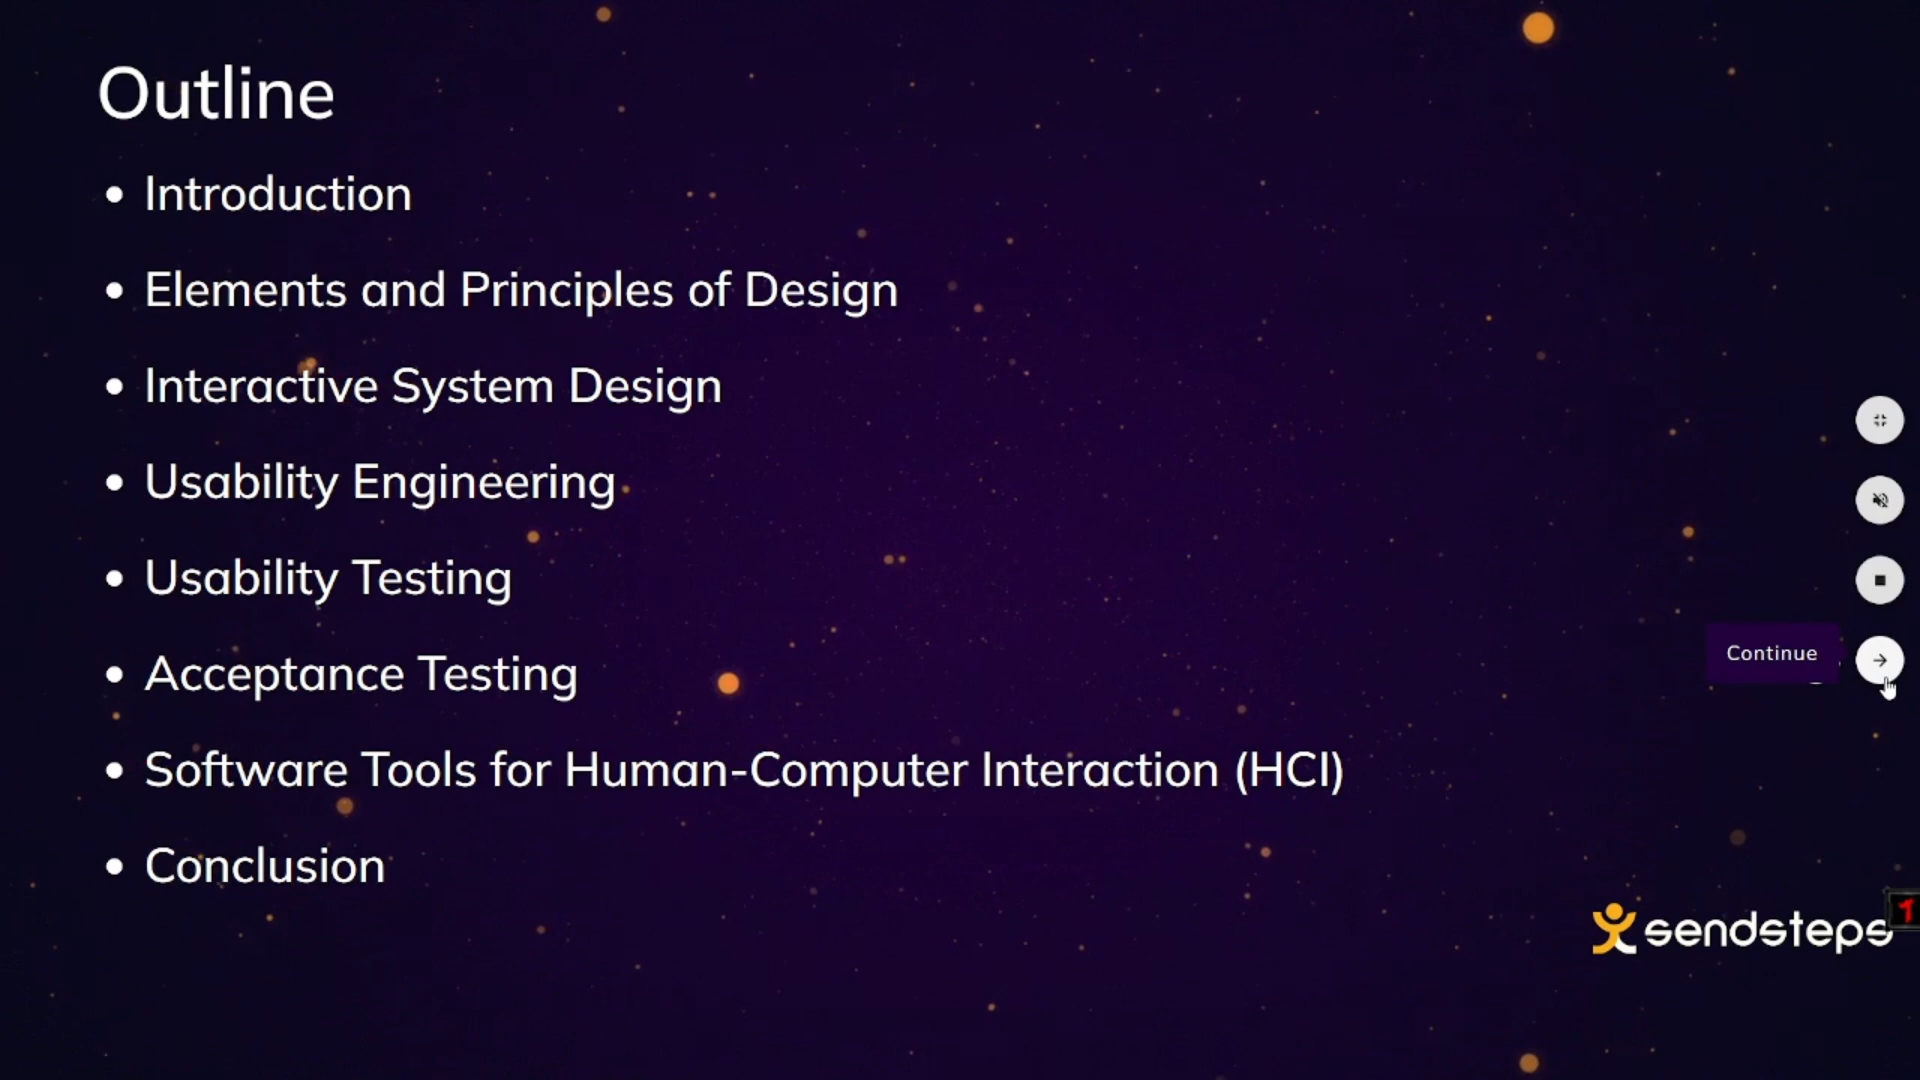 Outline
• Introduction
• Elements and Principles of Design
• Interactive System Design
• Usability Engineering
• Usability Testing
Continue
• Acceptance Testing
• Software Tools for Human-Computer Interaction (HCI)
• Conclusion
sendsteps
1